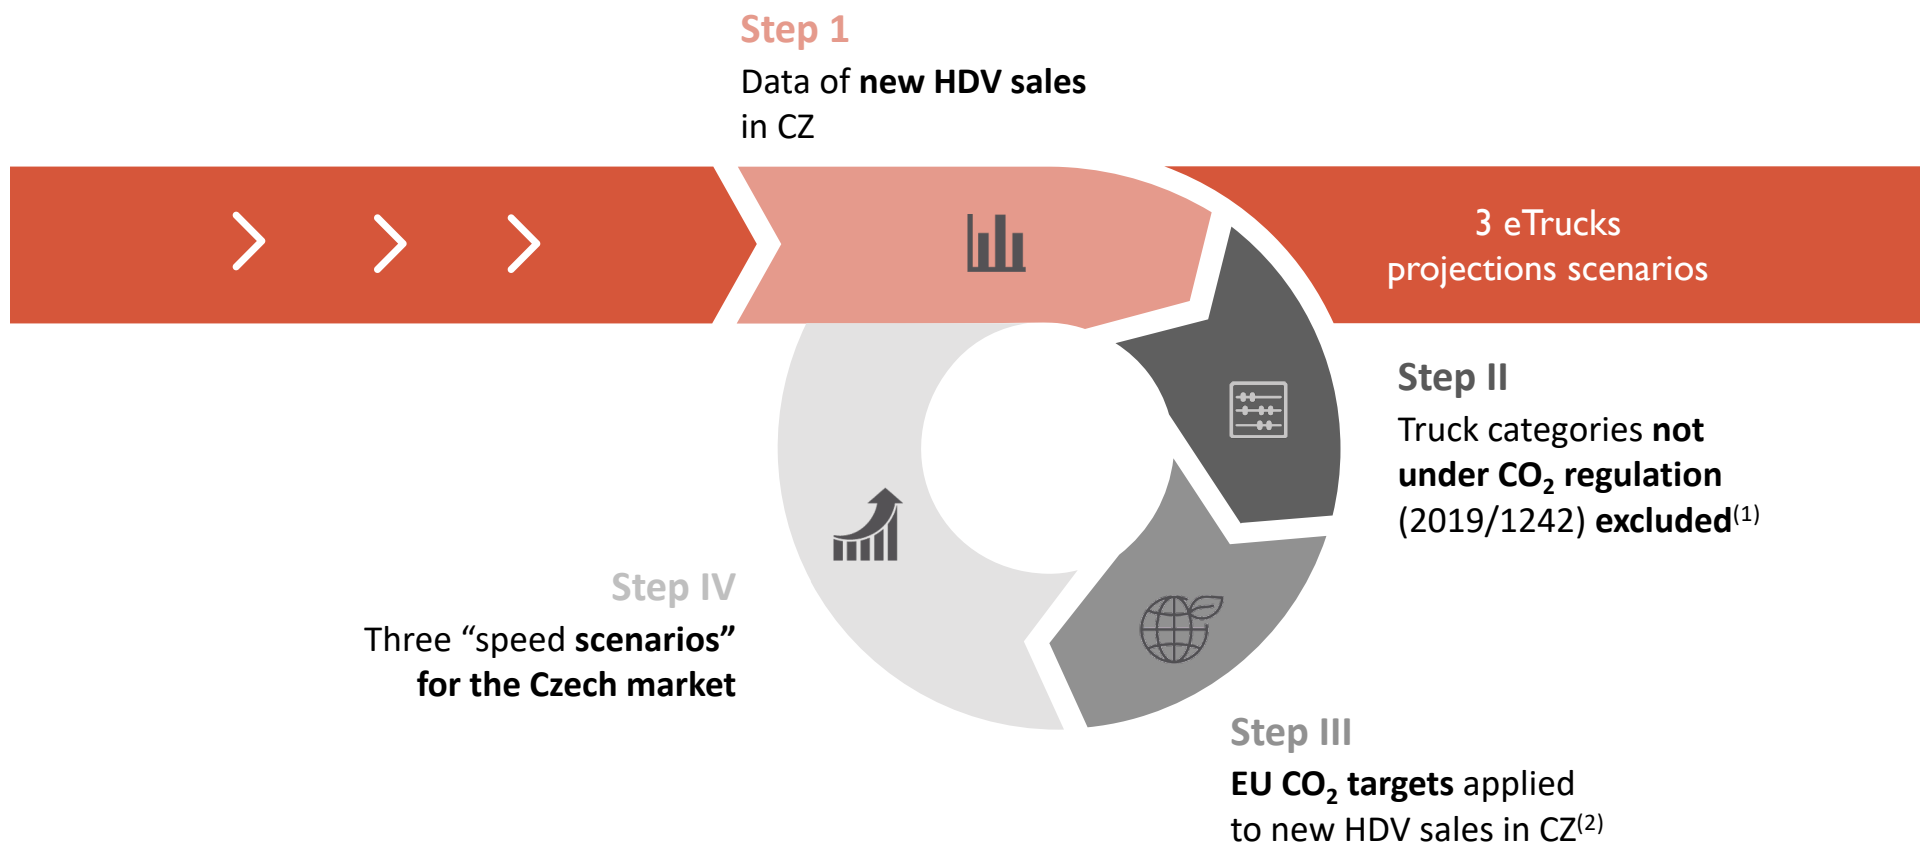 Step 1
Data of new HDV sales
in CZ
3 eTrucks
projections scenarios
Step II
Truck categories not
under CO₂ regulation
(2019/1242) excluded⁽¹⁾
Step III
EU CO₂ targets applied
to new HDV sales in CZ⁽²⁾
Step IV
Three “speed scenarios”
for the Czech market